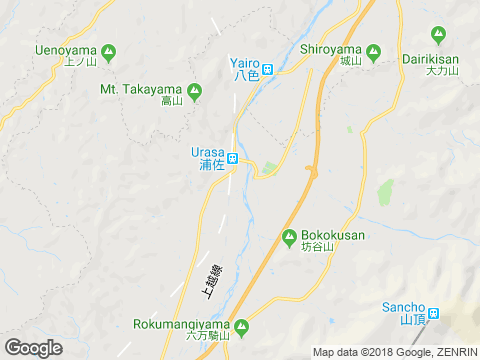 Uenoyama
上ノ山
Yairo
八色
Shiroyama
城山
Dairikisan
大力山
Mt. Takayama
高山
Urasa
浦佐
Bokokusan
坊谷山
上越線
Sancho
山頂
Rokumangiyama
六万騎山
Google
Map data ©2018 Google, ZENRIN